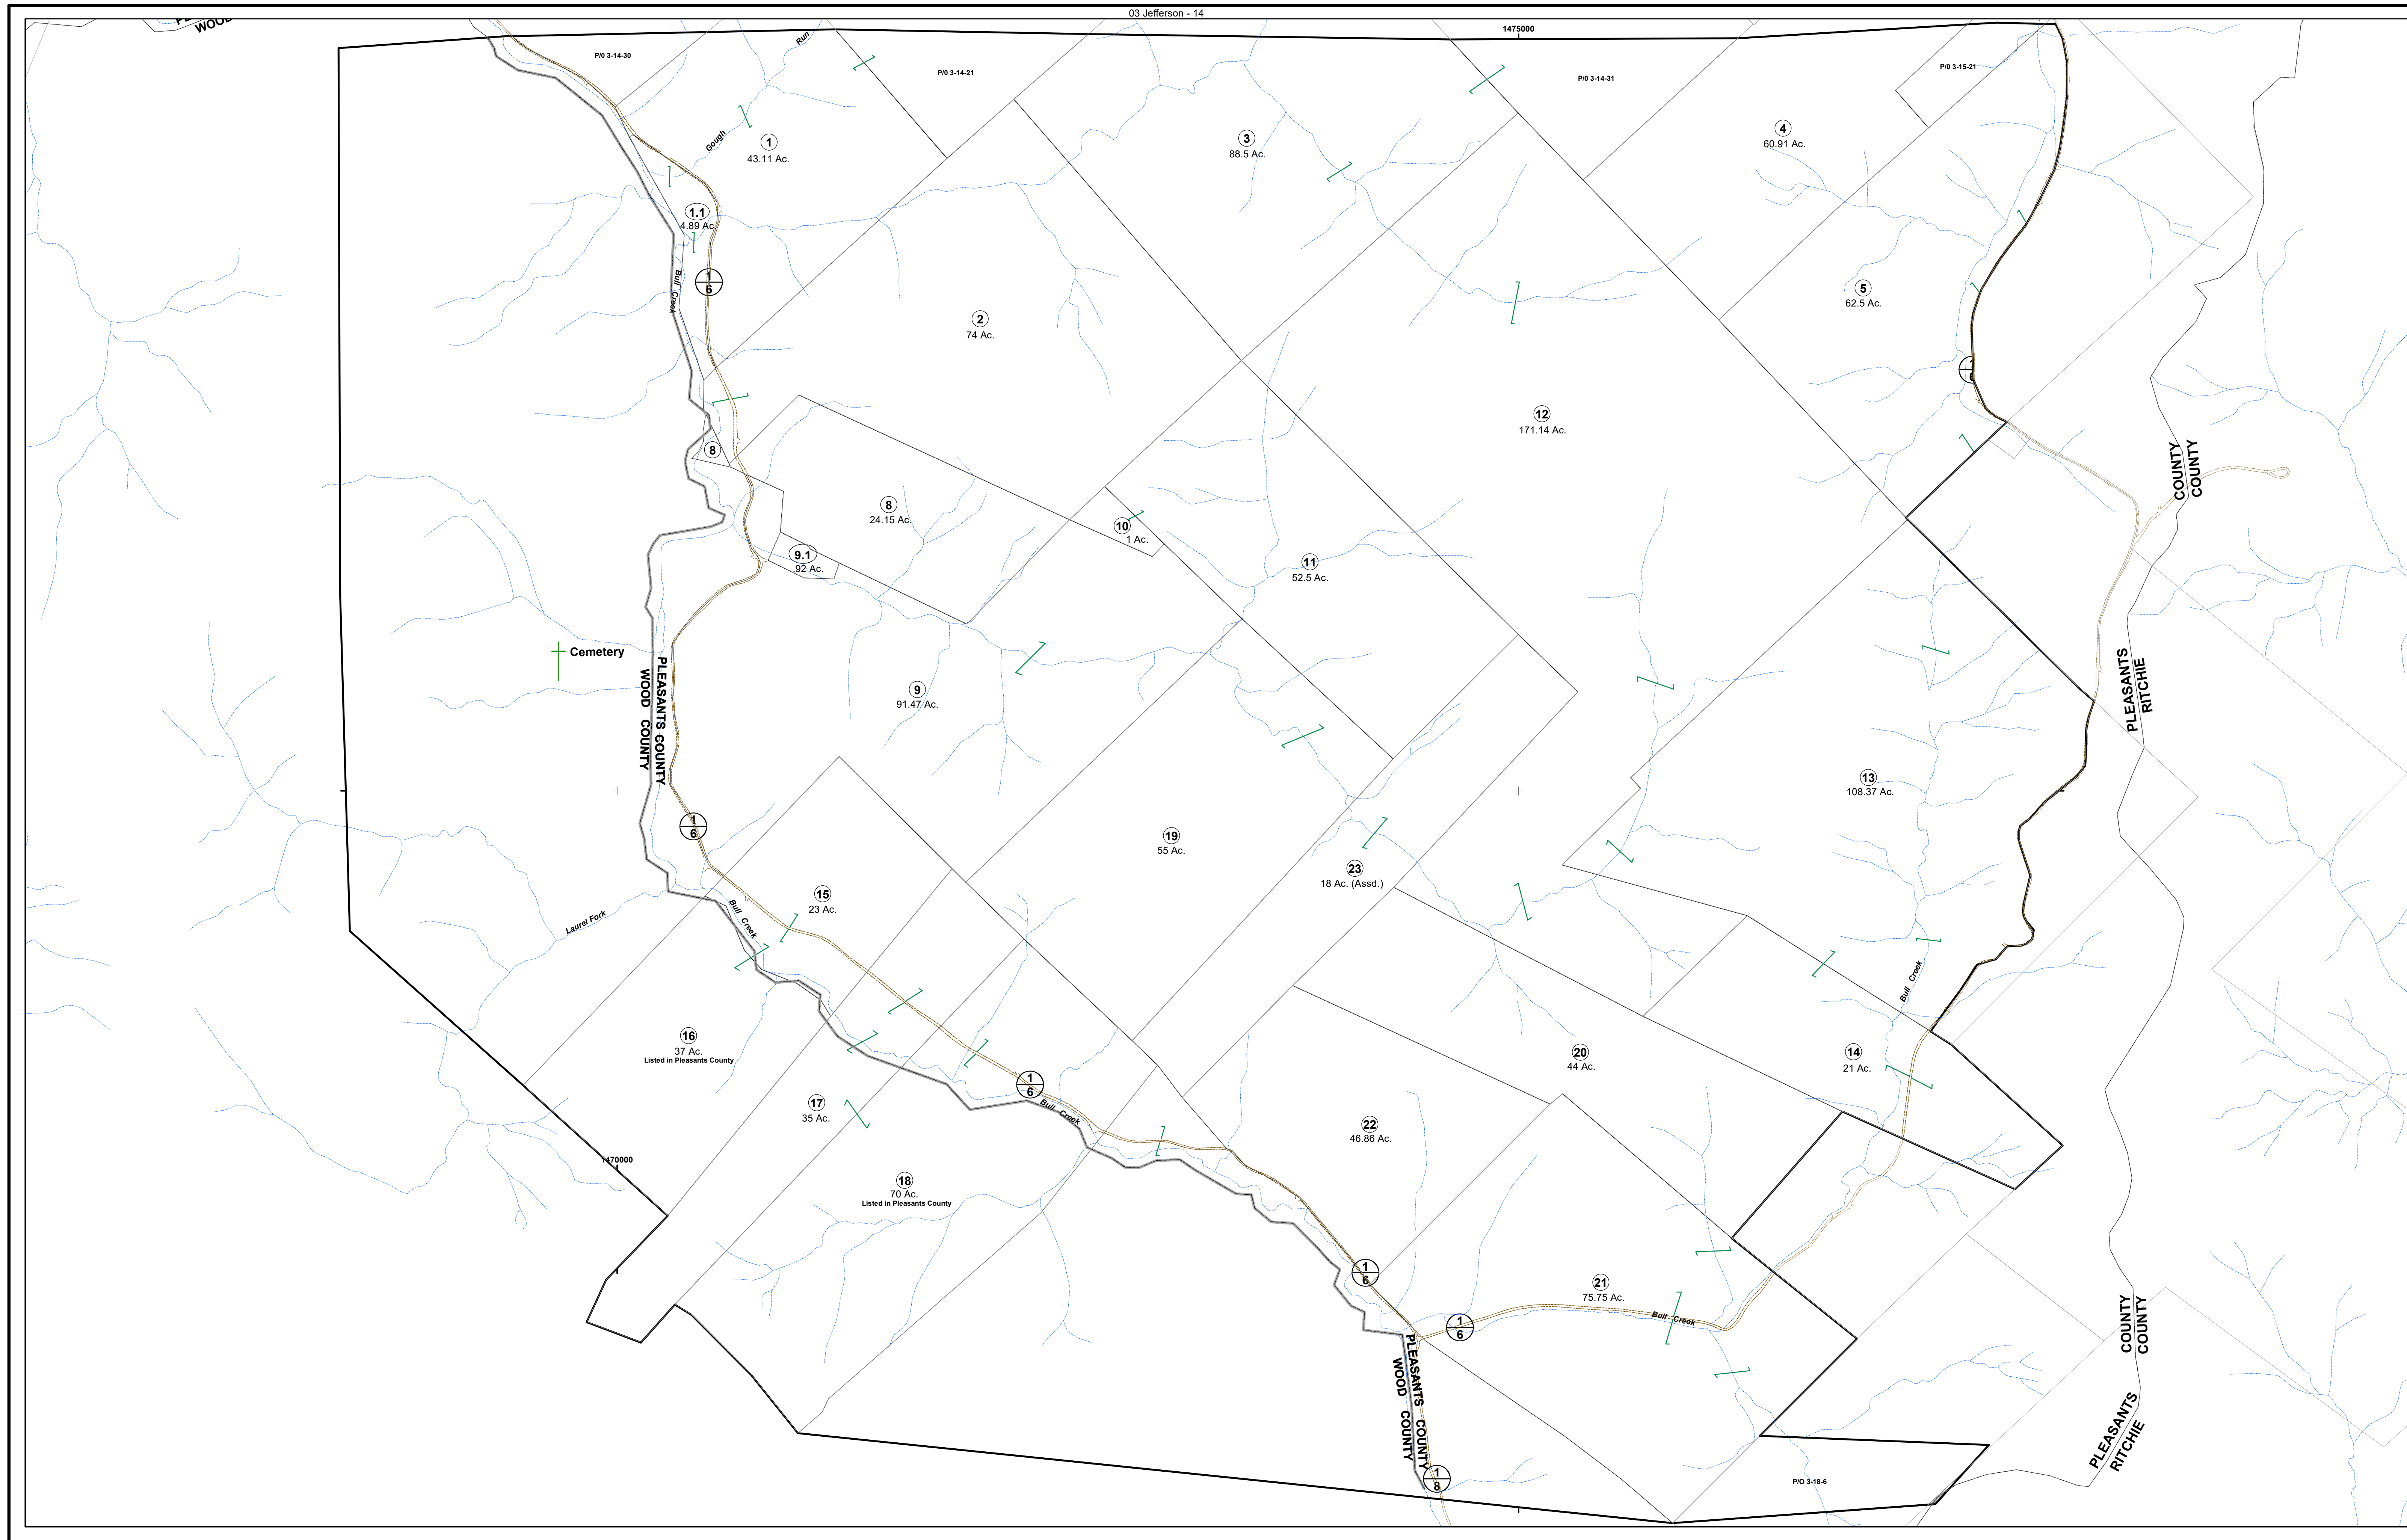 03 Jefferson - 14
WOOD
1475000
P/0 3-14-30
Run
P/0 3-14-21
P/0 3-14-31
P/0 3-15-21
Gough
1
43.11 Ac.
3
88.5 Ac.
4
60.91 Ac.
1.1
4.89 Ac.
Bull Creek
1
6
2
74 Ac.
5
62.5 Ac.
6
12
171.14 Ac.
8
COUNTY
COUNTY
8
24.15 Ac.
10
1 Ac.
9.1
.92 Ac.
11
52.5 Ac.
Cemetery
PLEASANTS COUNTY
WOOD COUNTY
PLEASANTS
RITCHIE
9
91.47 Ac.
13
108.37 Ac.
1
6
19
55 Ac.
23
18 Ac. (Assd.)
15
23 Ac.
Bull Creek
Laurel Fork
Bull Creek
16
37 Ac.
Listed in Pleasants County
20
44 Ac.
14
21 Ac.
1
6
17
35 Ac.
Bull Creek
22
46.86 Ac.
1470000
18
70 Ac.
Listed in Pleasants County
1
6
21
75.75 Ac.
Bull Creek
1
6
COUNTY
COUNTY
PLEASANTS COUNTY
WOOD COUNTY
PLEASANTS
RITCHIE
1
8
P/O 3-18-6